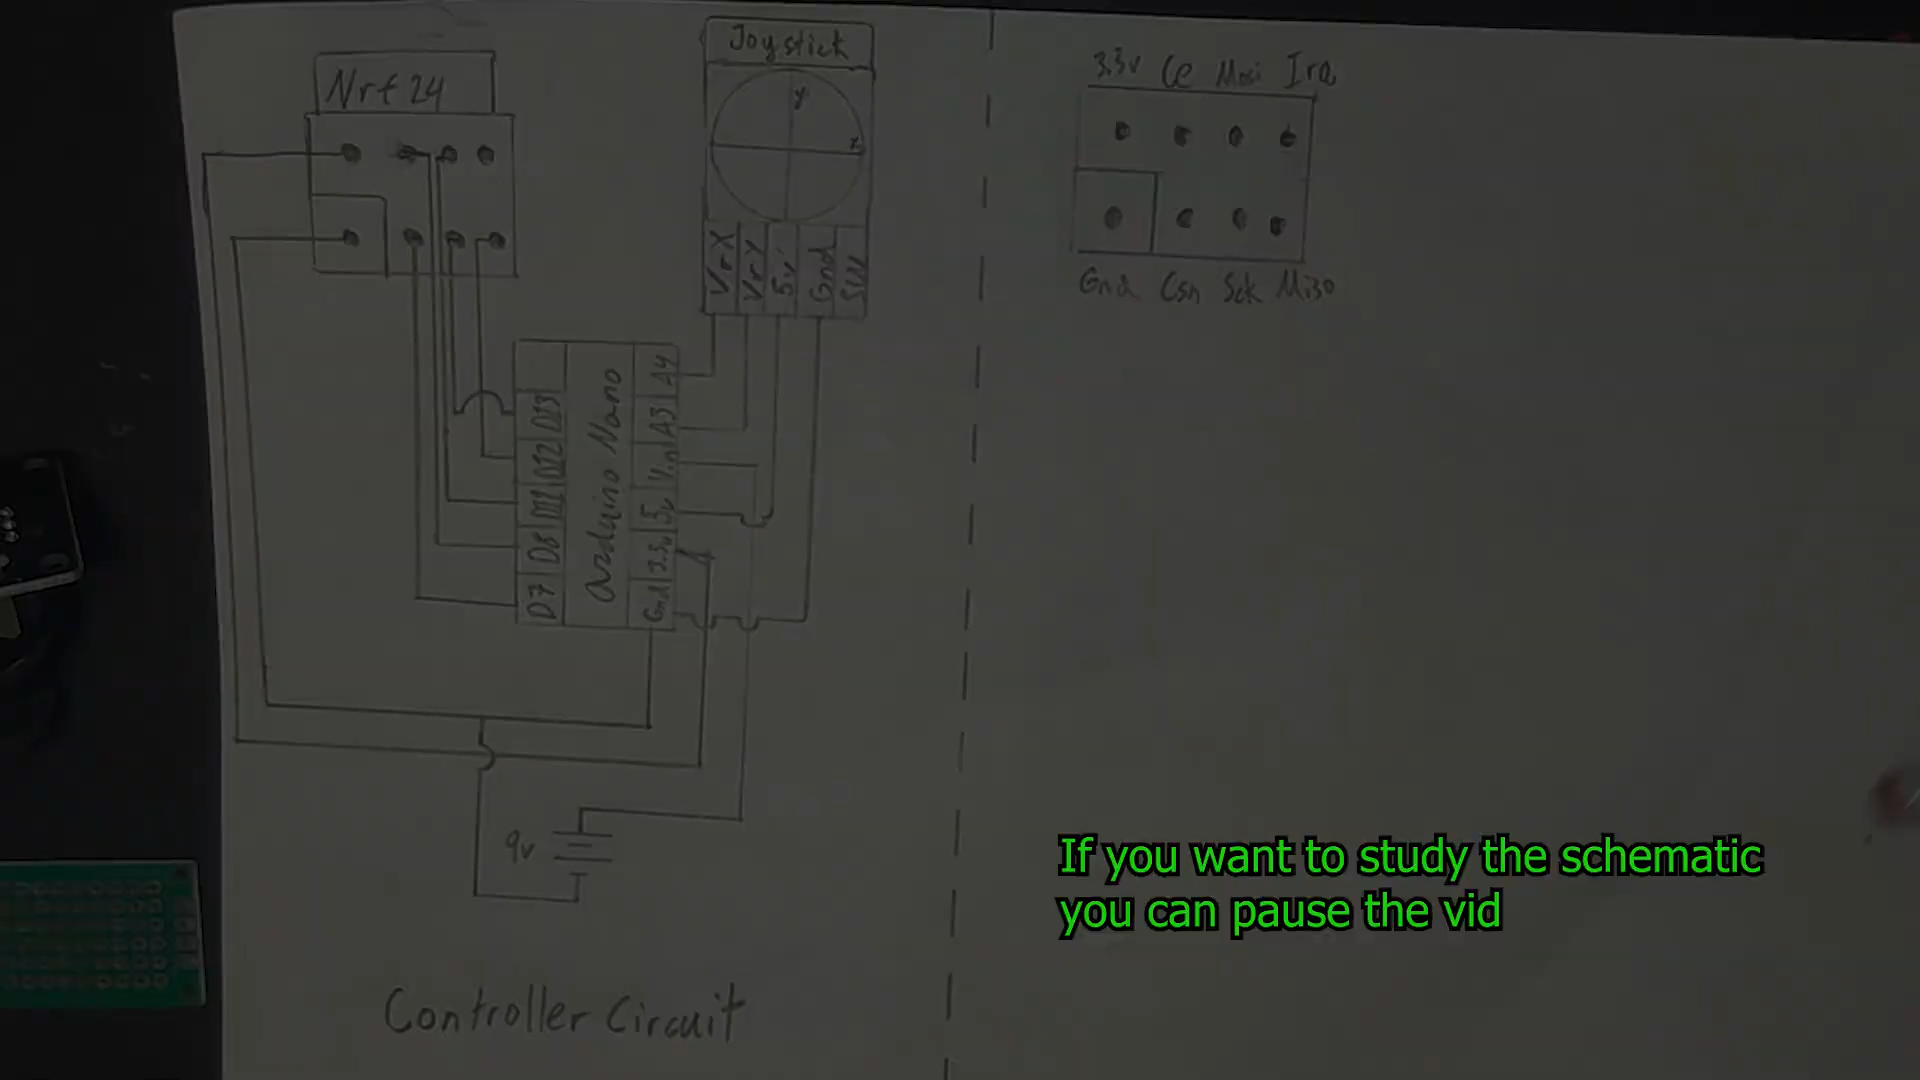 Joystick
Nrf 24
y
x
VrX
VrY
5v
Gnd
SW
3.3v Ce Mosi Irq
Gnd Csn Sck Miso
Arduino Nano
D13
D12
D11
D8
D7
A4
A3
Vin
5v
3.3v
Gnd
9v
Controller Circuit
If you want to study the schematic
you can pause the vid